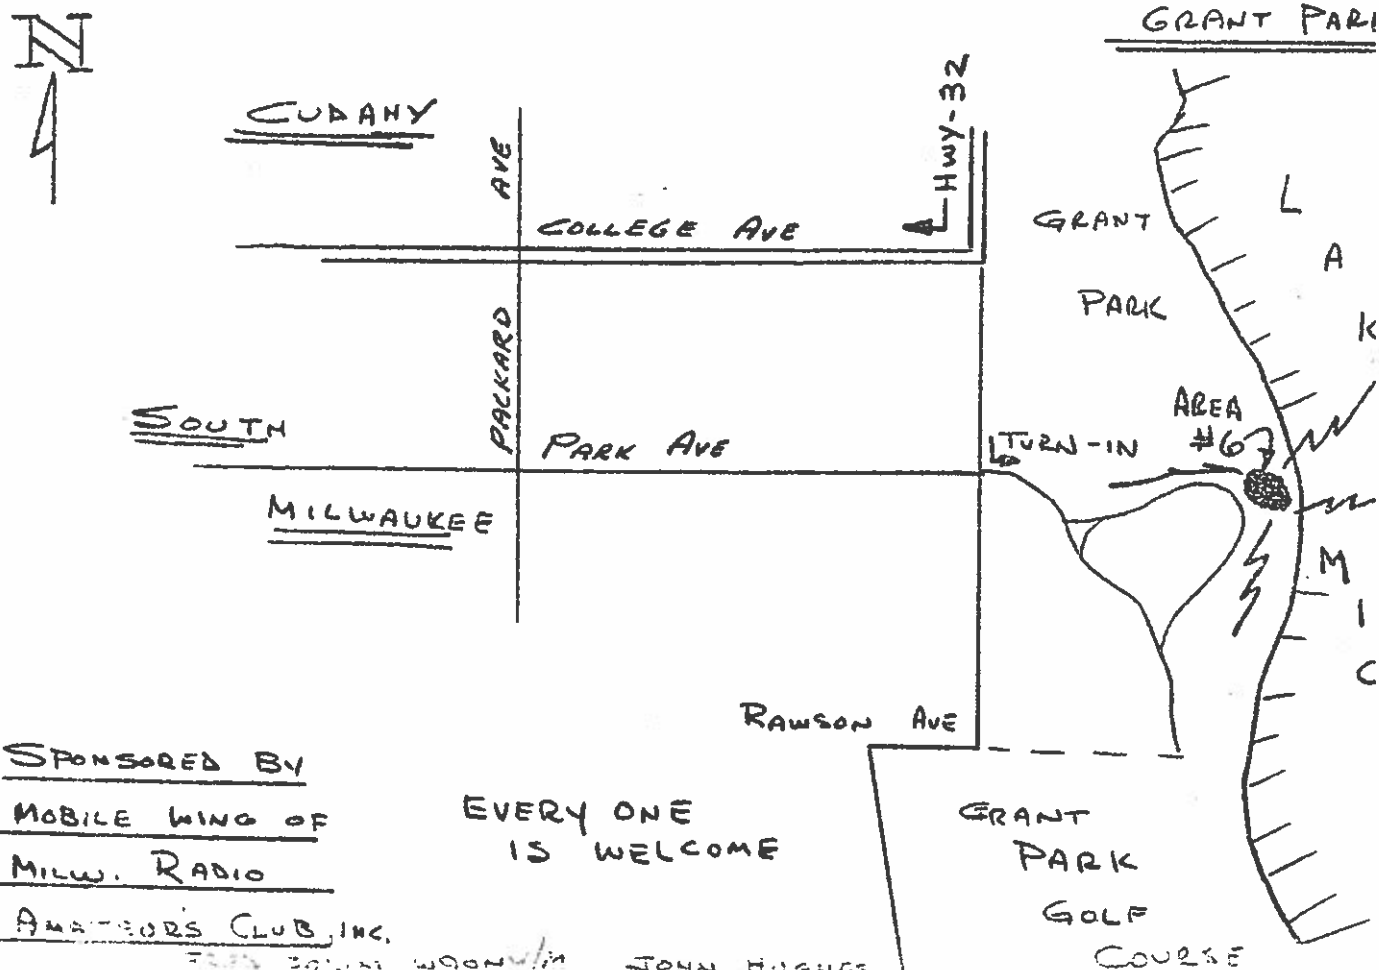 N
GRANT PARK
CUDAHY
Hwy-32
PACKARD AVE
COLLEGE AVE
GRANT
PARK
L
A
K
SOUTH
MILWAUKEE
PARK AVE
TURN-IN
AREA
#6
M
I
C
RAWSON AVE
SPONSORED BY
MOBILE WING OF
MILW. RADIO
AMATEURS CLUB, INC.
EVERY ONE
IS WELCOME
GRANT
PARK
GOLF
COURSE
JOHN HUGHES